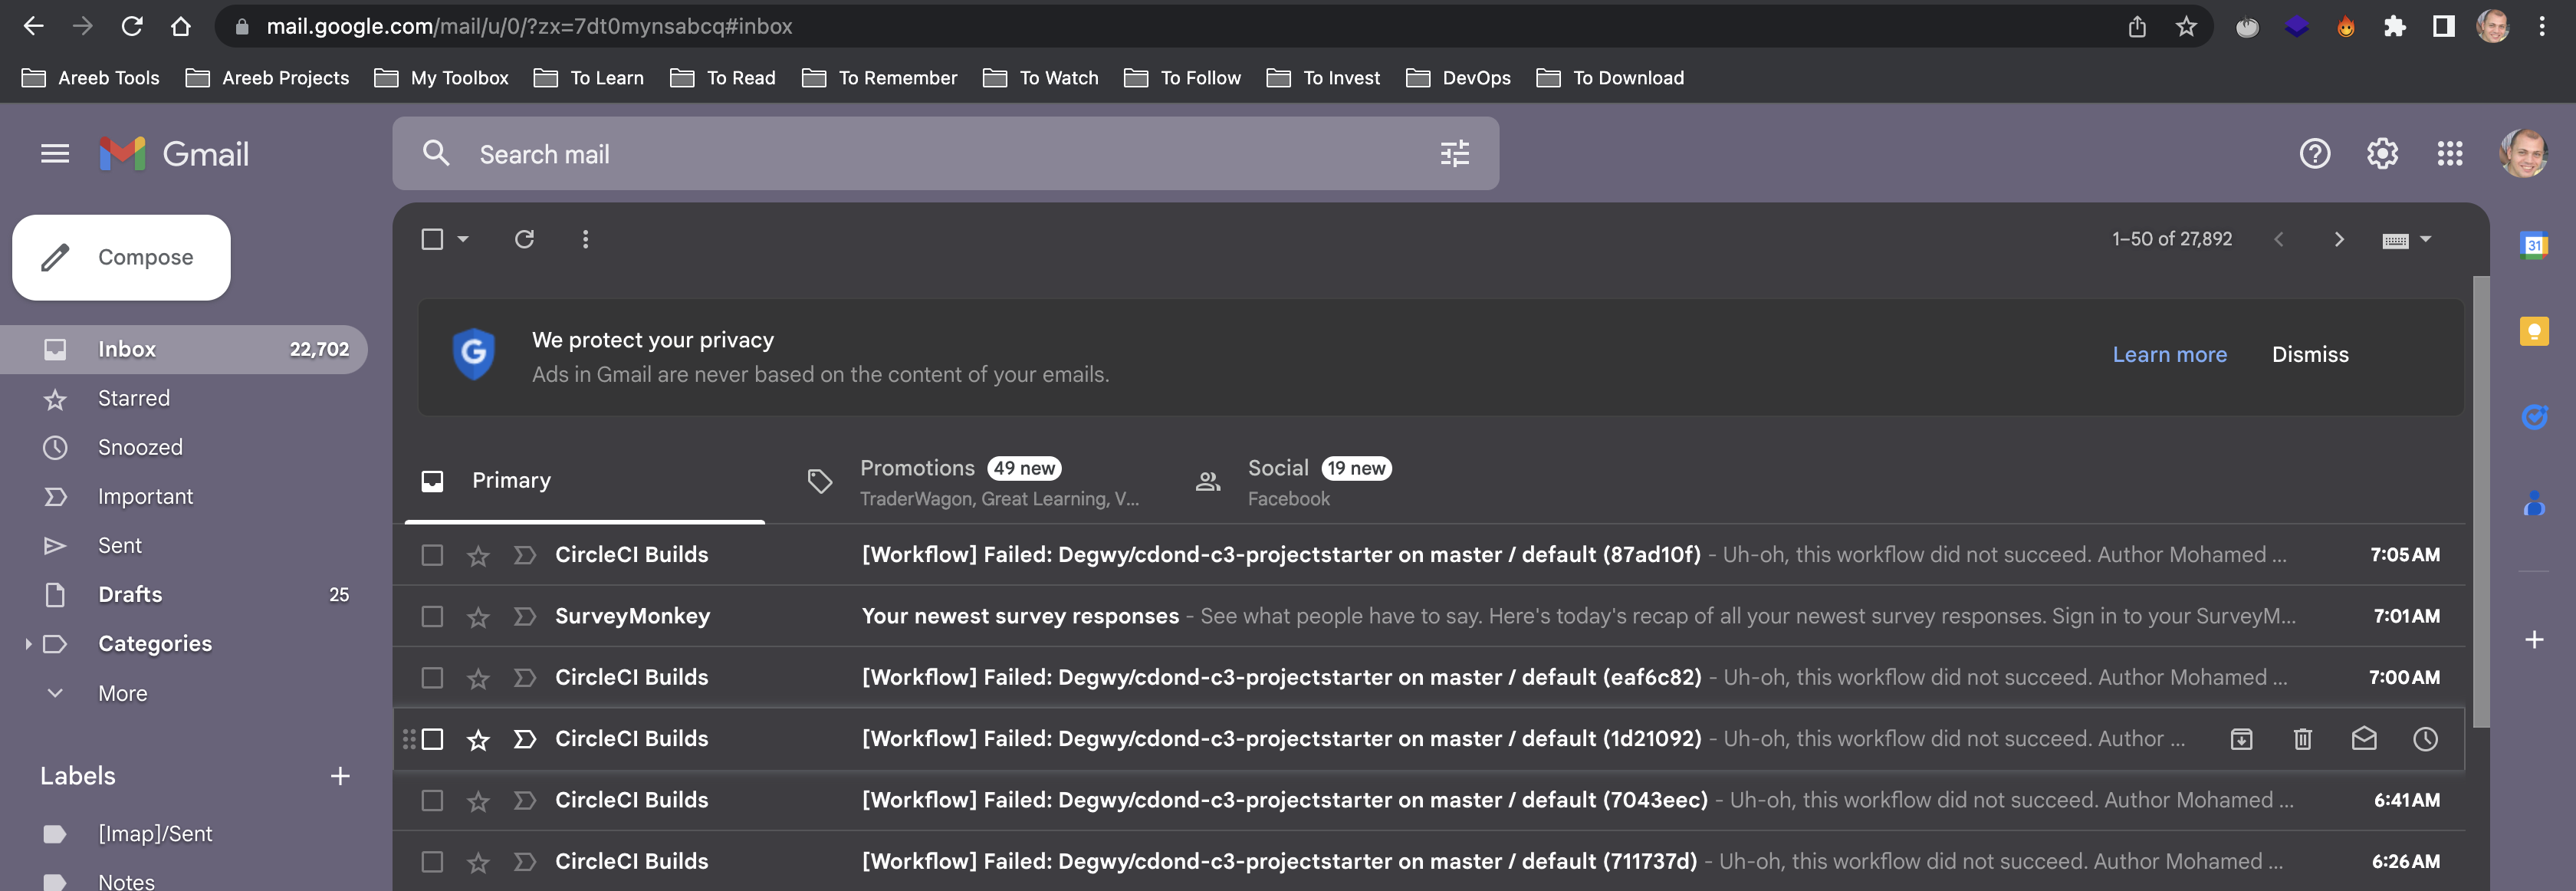 mail.google.com/mail/u/0/?zx=7dt0mynsabcq#inbox
Areeb Tools Areeb Projects My Toolbox To Learn To Read To Remember To Watch To Follow To Invest DevOps To Download
Gmail
Search mail
Compose
Inbox 22,702
Starred
Snoozed
Important
Sent
Drafts 25
Categories
More
Labels
[Imap]/Sent
Notes
1–50 of 27,892
31
We protect your privacy
Ads in Gmail are never based on the content of your emails.
Learn more Dismiss
Primary
Promotions 49 new
TraderWagon, Great Learning, V...
Social 19 new
Facebook
CircleCI Builds [Workflow] Failed: Degwy/cdond-c3-projectstarter on master / default (87ad10f) - Uh-oh, this workflow did not succeed. Author Mohamed ... 7:05 AM
SurveyMonkey Your newest survey responses - See what people have to say. Here's today's recap of all your newest survey responses. Sign in to your SurveyM... 7:01 AM
CircleCI Builds [Workflow] Failed: Degwy/cdond-c3-projectstarter on master / default (eaf6c82) - Uh-oh, this workflow did not succeed. Author Mohamed ... 7:00 AM
CircleCI Builds [Workflow] Failed: Degwy/cdond-c3-projectstarter on master / default (1d21092) - Uh-oh, this workflow did not succeed. Author ...
CircleCI Builds [Workflow] Failed: Degwy/cdond-c3-projectstarter on master / default (7043eec) - Uh-oh, this workflow did not succeed. Author Mohamed ... 6:41 AM
CircleCI Builds [Workflow] Failed: Degwy/cdond-c3-projectstarter on master / default (711737d) - Uh-oh, this workflow did not succeed. Author Mohamed ... 6:26 AM